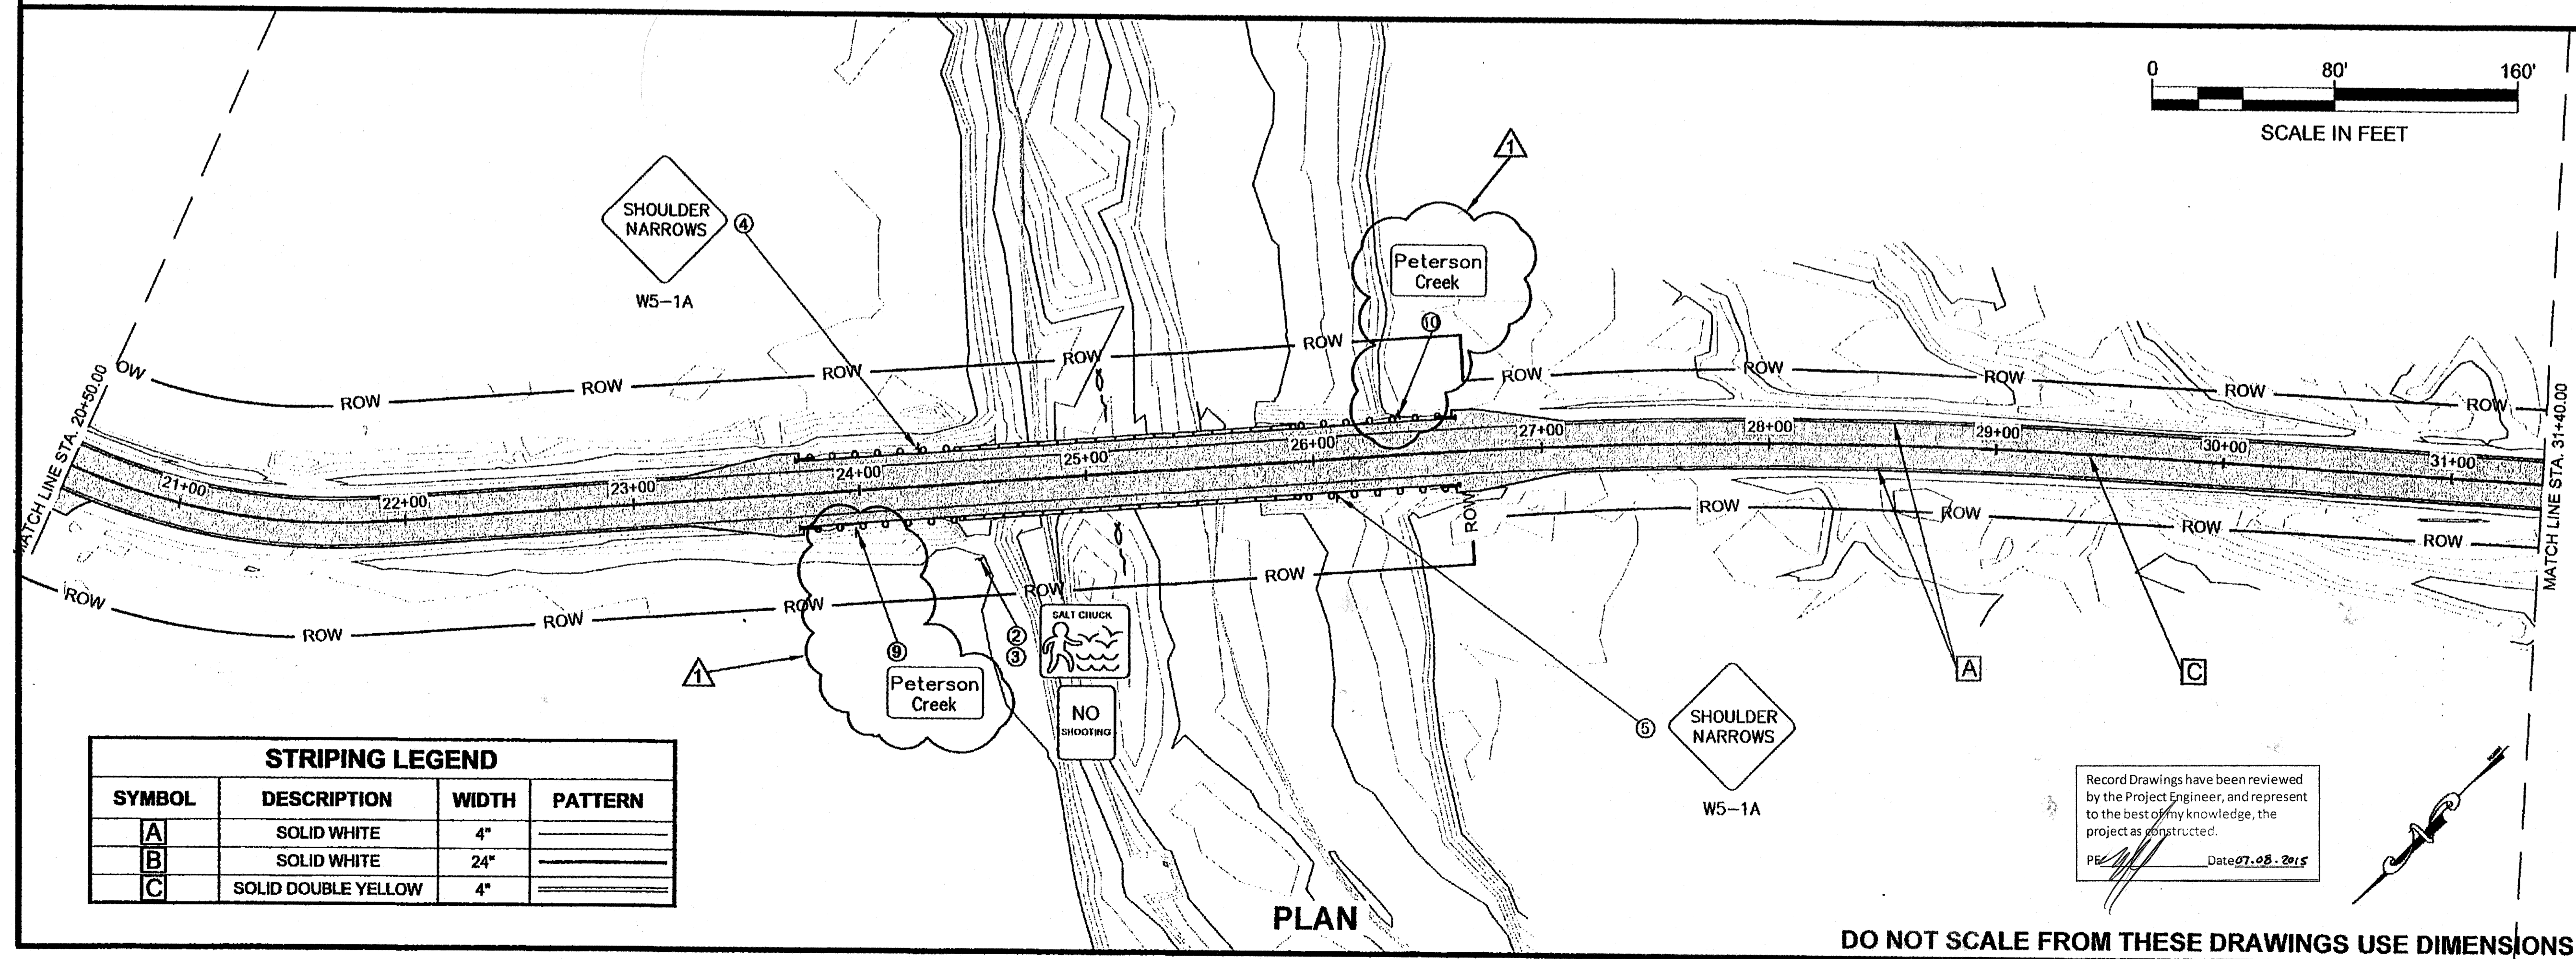 0 80' 160'
SCALE IN FEET
1
SHOULDER
NARROWS
4
W5-1A
Peterson
Creek
10
ROW ROW ROW ROW ROW ROW ROW ROW ROW ROW
OW
MATCH LINE STA. 20+50.00
21+00 22+00 23+00 24+00 25+00 26+00 27+00 28+00 29+00 30+00 31+00
MATCH LINE STA. 31+40.00
ROW ROW ROW ROW ROW ROW ROW ROW ROW ROW ROW
2
3
SALT CHUCK
NO
SHOOTING
9
Peterson
Creek
1
5
SHOULDER
NARROWS
W5-1A
A
C
STRIPING LEGEND
SYMBOL DESCRIPTION WIDTH PATTERN
A SOLID WHITE 4"
B SOLID WHITE 24"
C SOLID DOUBLE YELLOW 4"
Record Drawings have been reviewed
by the Project Engineer, and represent
to the best of my knowledge, the
project as constructed.
PE Date 07.08.2015
PLAN
DO NOT SCALE FROM THESE DRAWINGS USE DIMENSIONS